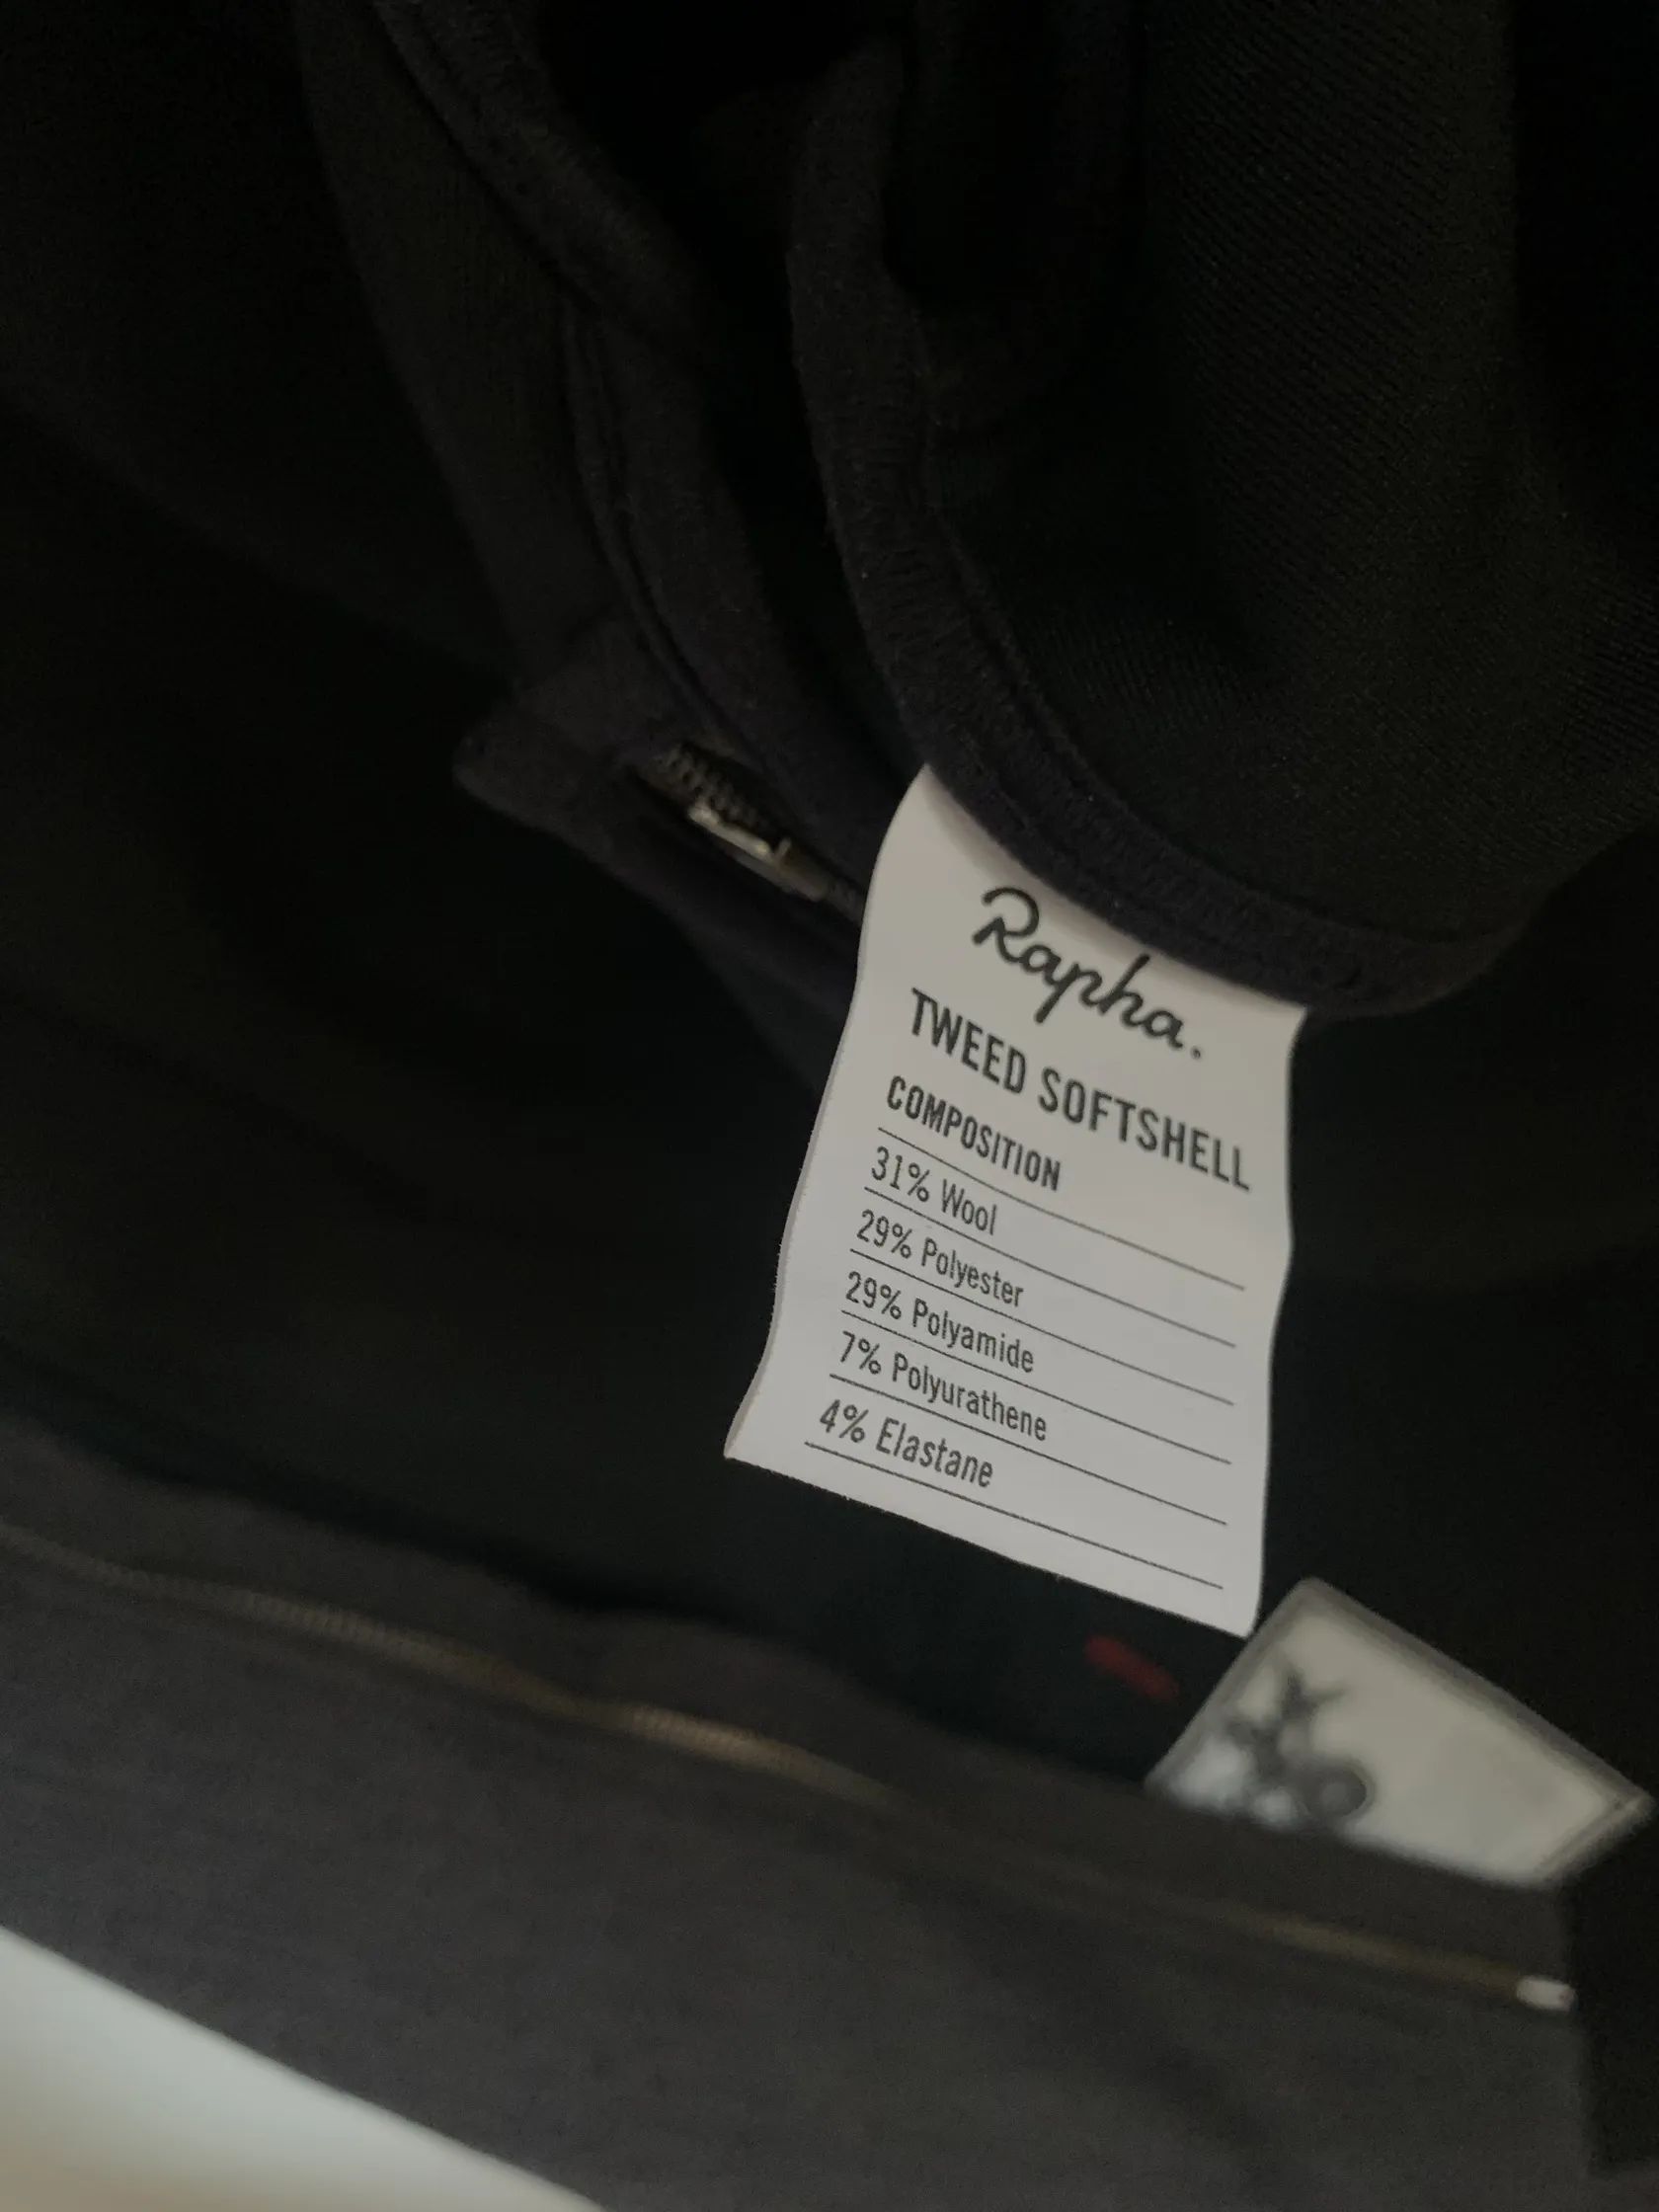 Rapha.
TWEED SOFTSHELL
COMPOSITION
31% Wool
29% Polyester
29% Polyamide
7% Polyurathene
4% Elastane